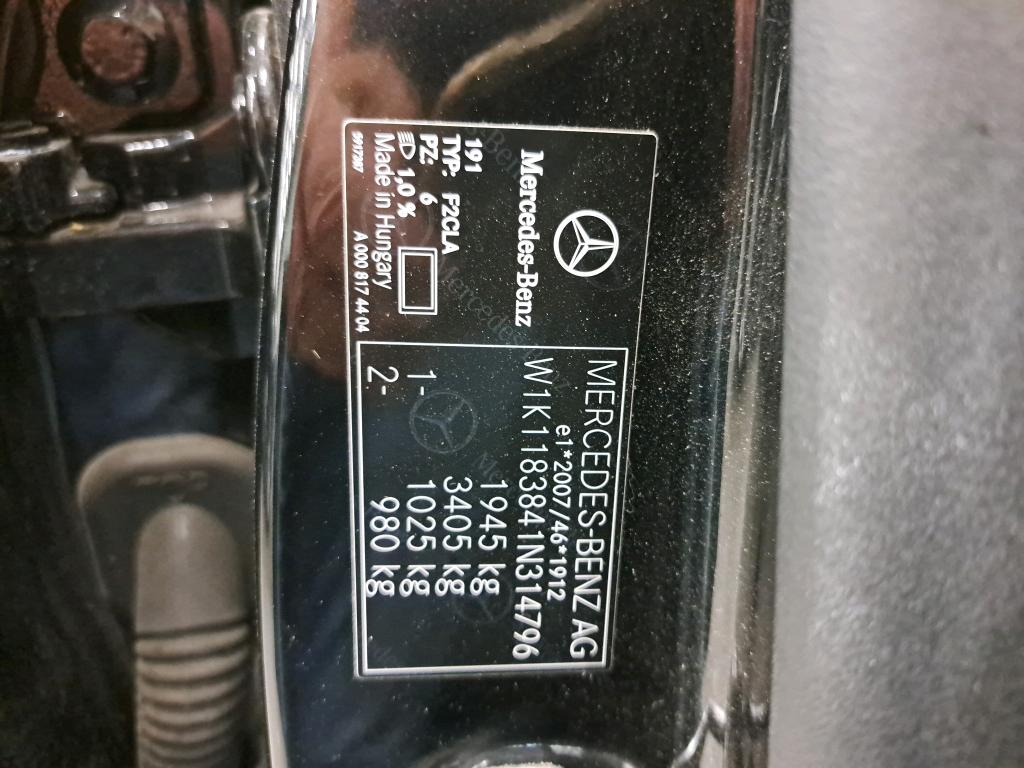 Mercedes-Benz
191
TYP: F2CLA
PZ: 6
1,0 %
Made in Hungary
A 000 817 44 04
MERCEDES-BENZ AG
e1*2007/46*1912
W1K1183841N314796
1945 kg
3405 kg
1- 1025 kg
2- 980 kg